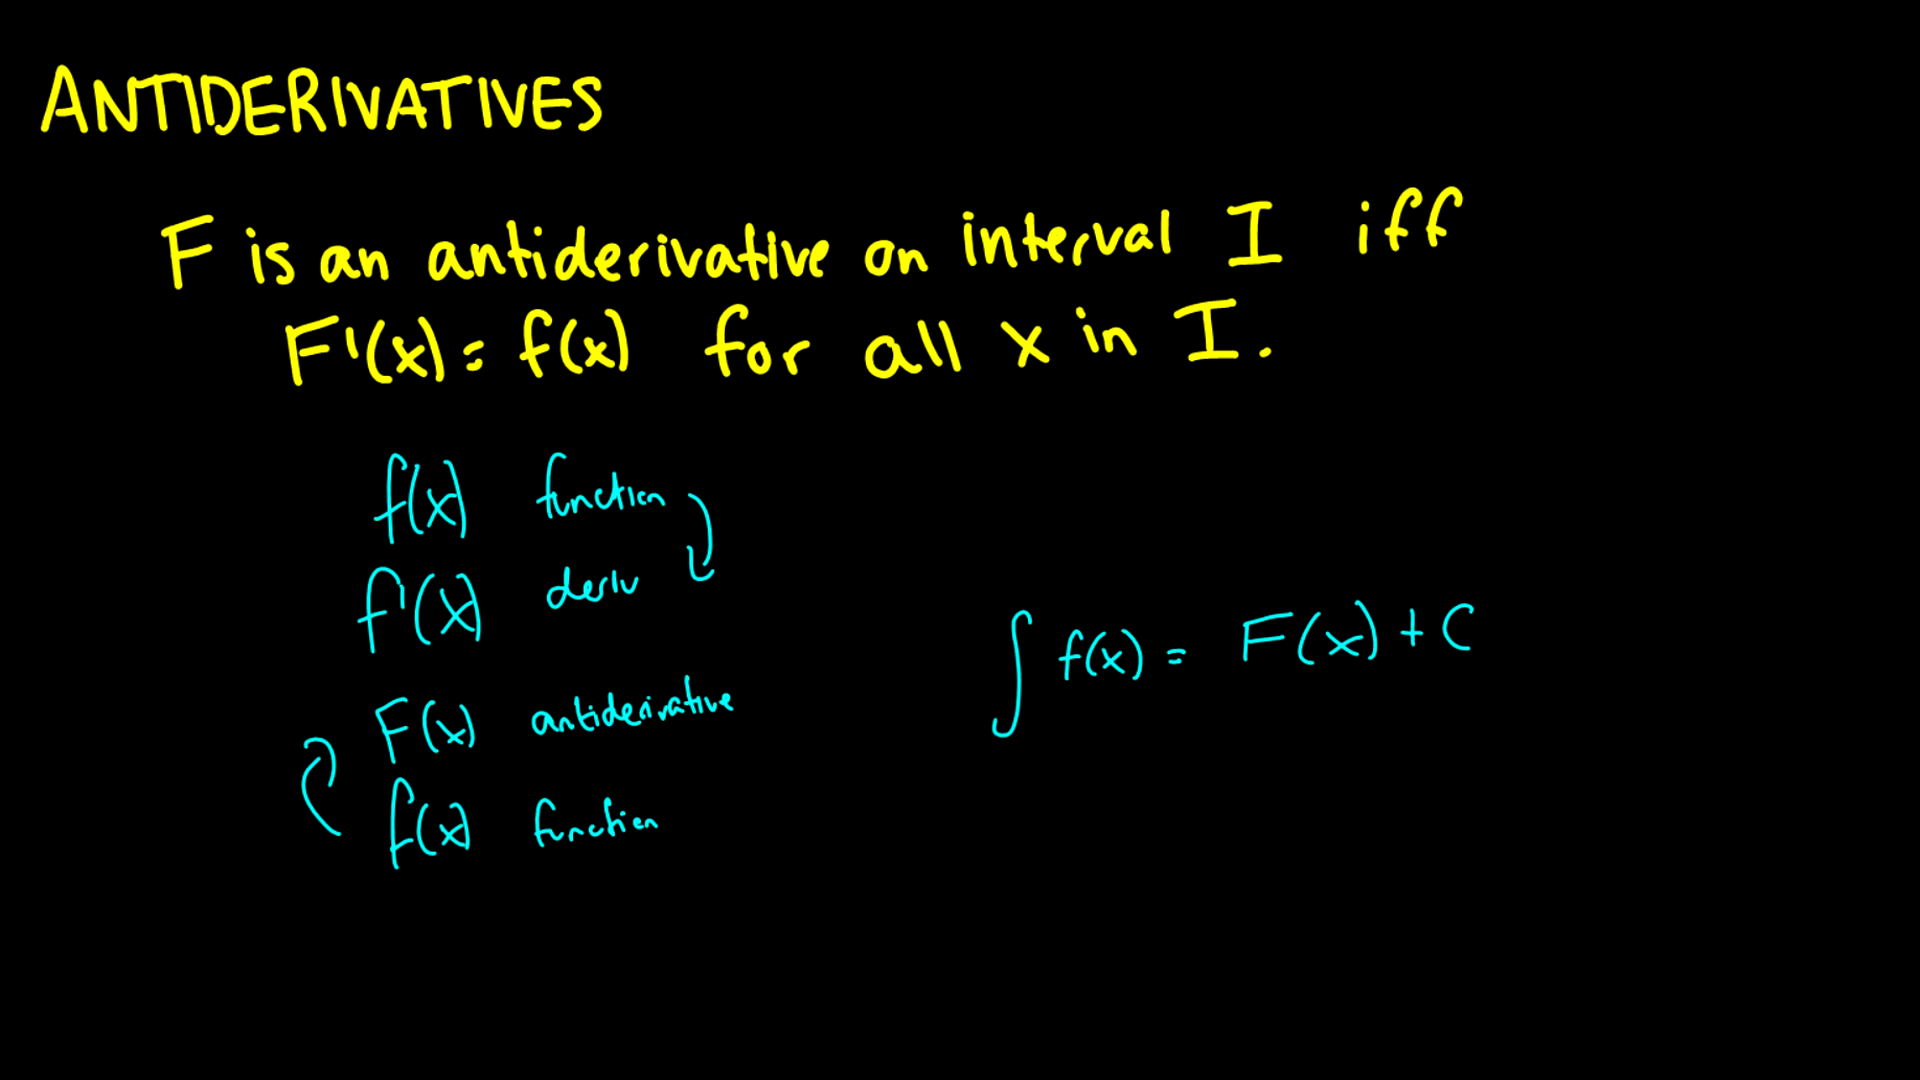 ANTIDERIVATIVES
F is an antiderivative on interval I iff
F'(x) = f(x) for all x in I.
f(x) function
f'(x) deriv
F(x) antiderivative
f(x) function
∫ f(x) = F(x) + C